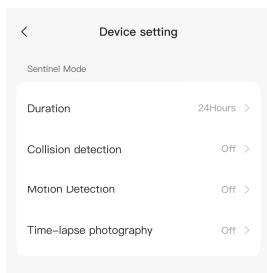 Device setting
Sentinel Mode
Duration 24Hours
Collision detection Off
Motion Detection Off
Time-lapse photography Off